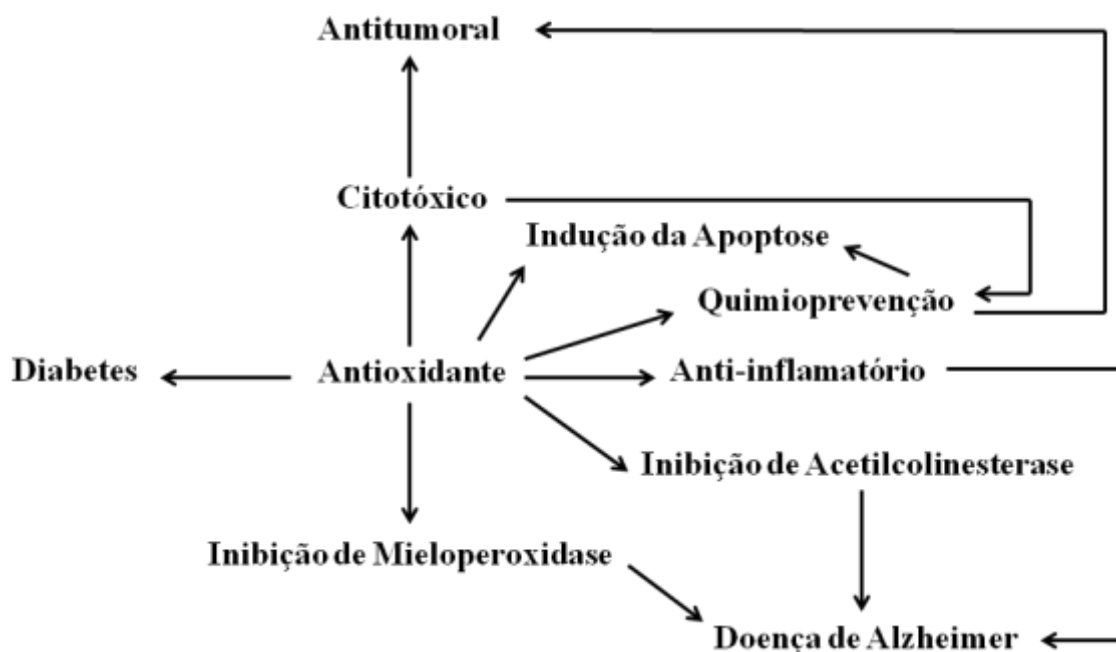 Antitumoral
Citotóxico
Indução da Apoptose
Quimioprevenção
Diabetes
Antioxidante
Anti-inflamatório
Inibição de Acetilcolinesterase
Inibição de Mieloperoxidase
Doença de Alzheimer